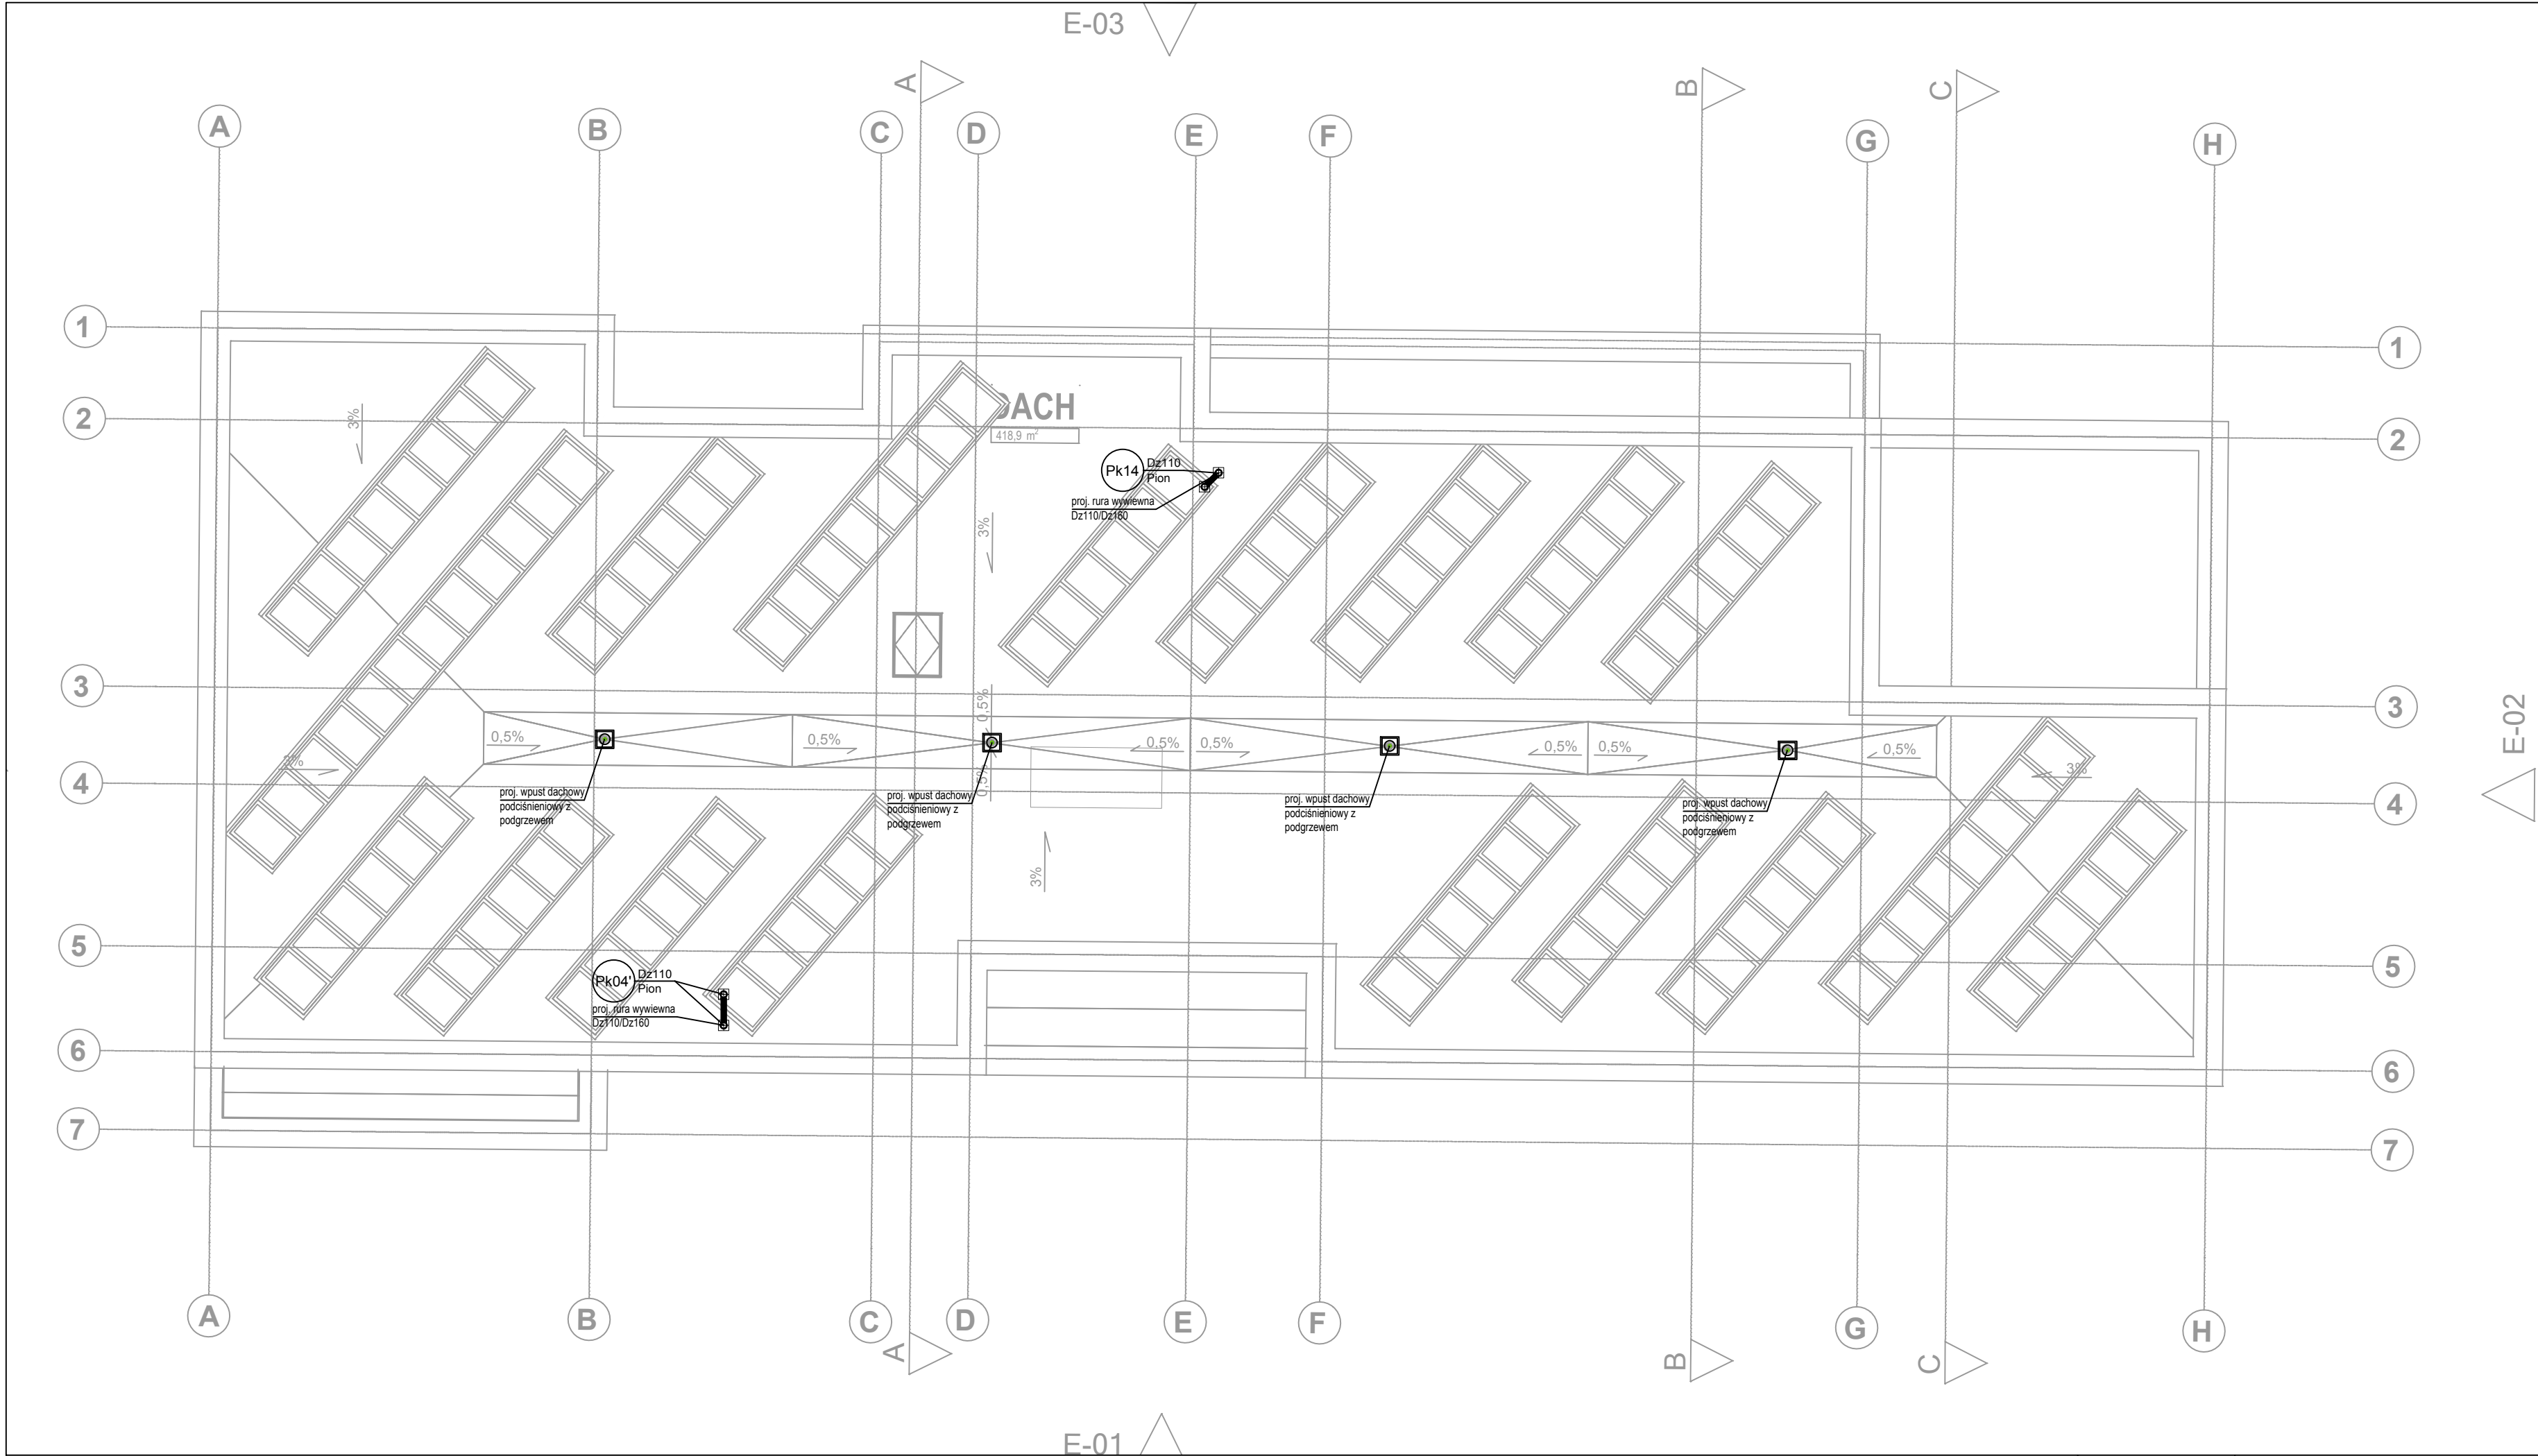 E-03
A
B
C
A
B
C
D
E
F
G
H
1
1
2
2
DACH
418,9 m²
3%
Pk14
Dz110
Pion
proj. rura wywiewna
Dz110/Dz160
3%
3
3
E-02
0,5%
0,5%
0,5%
0,5%
0,5%
0,5%
0,5%
0,5%
0,5%
3%
3%
4
4
proj. wpust dachowy
podciśnieniowy z
podgrzewem
proj. wpust dachowy
podciśnieniowy z
podgrzewem
proj. wpust dachowy
podciśnieniowy z
podgrzewem
proj. wpust dachowy
podciśnieniowy z
podgrzewem
3%
5
5
Pk04'
Dz110
Pion
proj. rura wywiewna
Dz110/Dz160
6
6
7
7
A
B
C
D
E
F
G
H
A
B
C
E-01